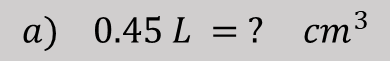 a) 0.45 L = ? cm³